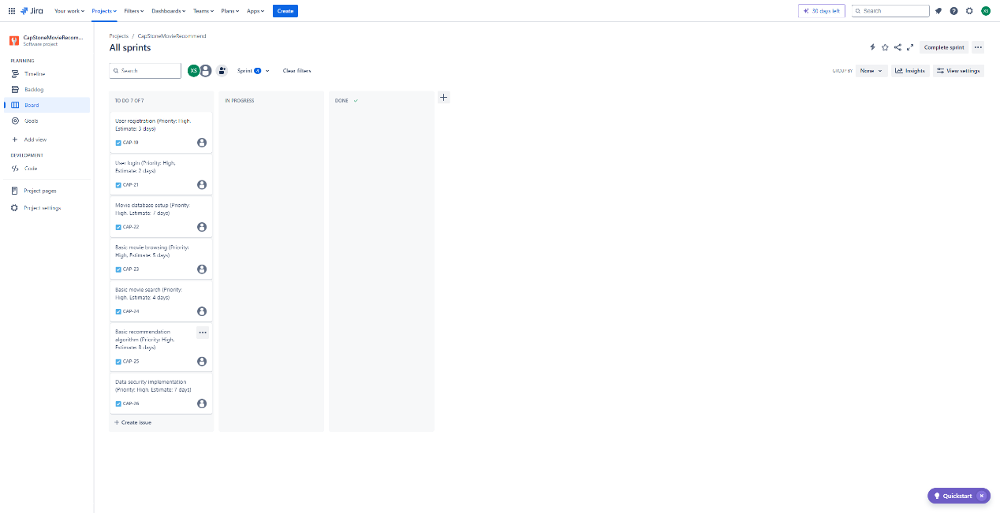 Jira
Your work
Projects
Filters
Dashboards
Teams
Plans
Apps
Create
30 days left
Search
XS
CapStoneMovieRecom...
Software project
PLANNING
Timeline
Backlog
Board
Goals
Add view
DEVELOPMENT
Code
Project pages
Project settings
Projects / CapStoneMovieRecommend
All sprints
Complete sprint
Search
XS
Sprint 4
Clear filters
GROUP BY
None
Insights
View settings
TO DO 7 OF 7
User registration (Priority: High,
Estimate: 3 days)
CAP-19
User login (Priority: High,
Estimate: 2 days)
CAP-21
Movie database setup (Priority:
High, Estimate: 7 days)
CAP-22
Basic movie browsing (Priority:
High, Estimate: 5 days)
CAP-23
Basic movie search (Priority:
High, Estimate: 4 days)
CAP-24
Basic recommendation
algorithm (Priority: High,
Estimate: 8 days)
CAP-25
Data security implementation
(Priority: High, Estimate: 7 days)
CAP-26
Create issue
IN PROGRESS
DONE
Quickstart